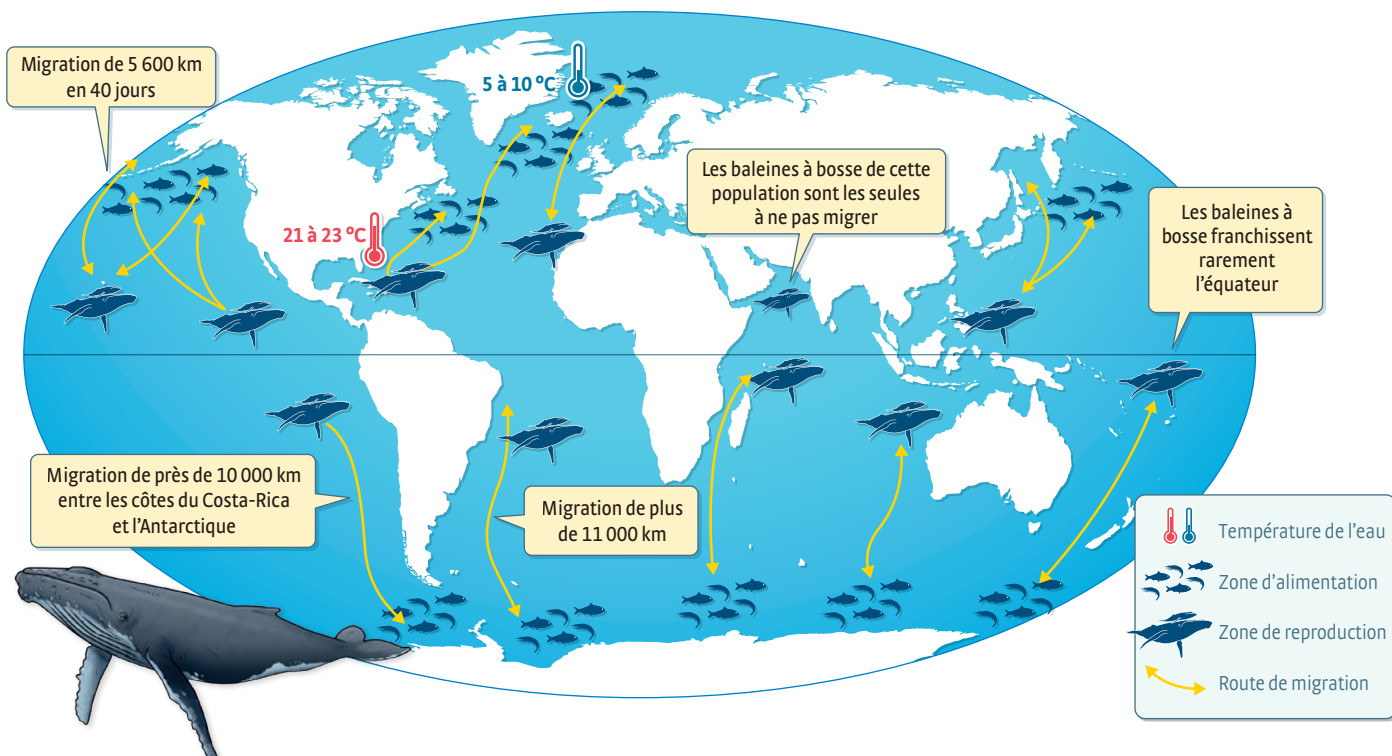 Migration de 5 600 km
en 40 jours
5 à 10 °C
21 à 23 °C
Les baleines à bosse de cette
population sont les seules
à ne pas migrer
Les baleines à
bosse franchissent
rarement
l'équateur
Migration de près de 10 000 km
entre les côtes du Costa-Rica
et l'Antarctique
Migration de plus
de 11 000 km
Température de l'eau
Zone d'alimentation
Zone de reproduction
Route de migration